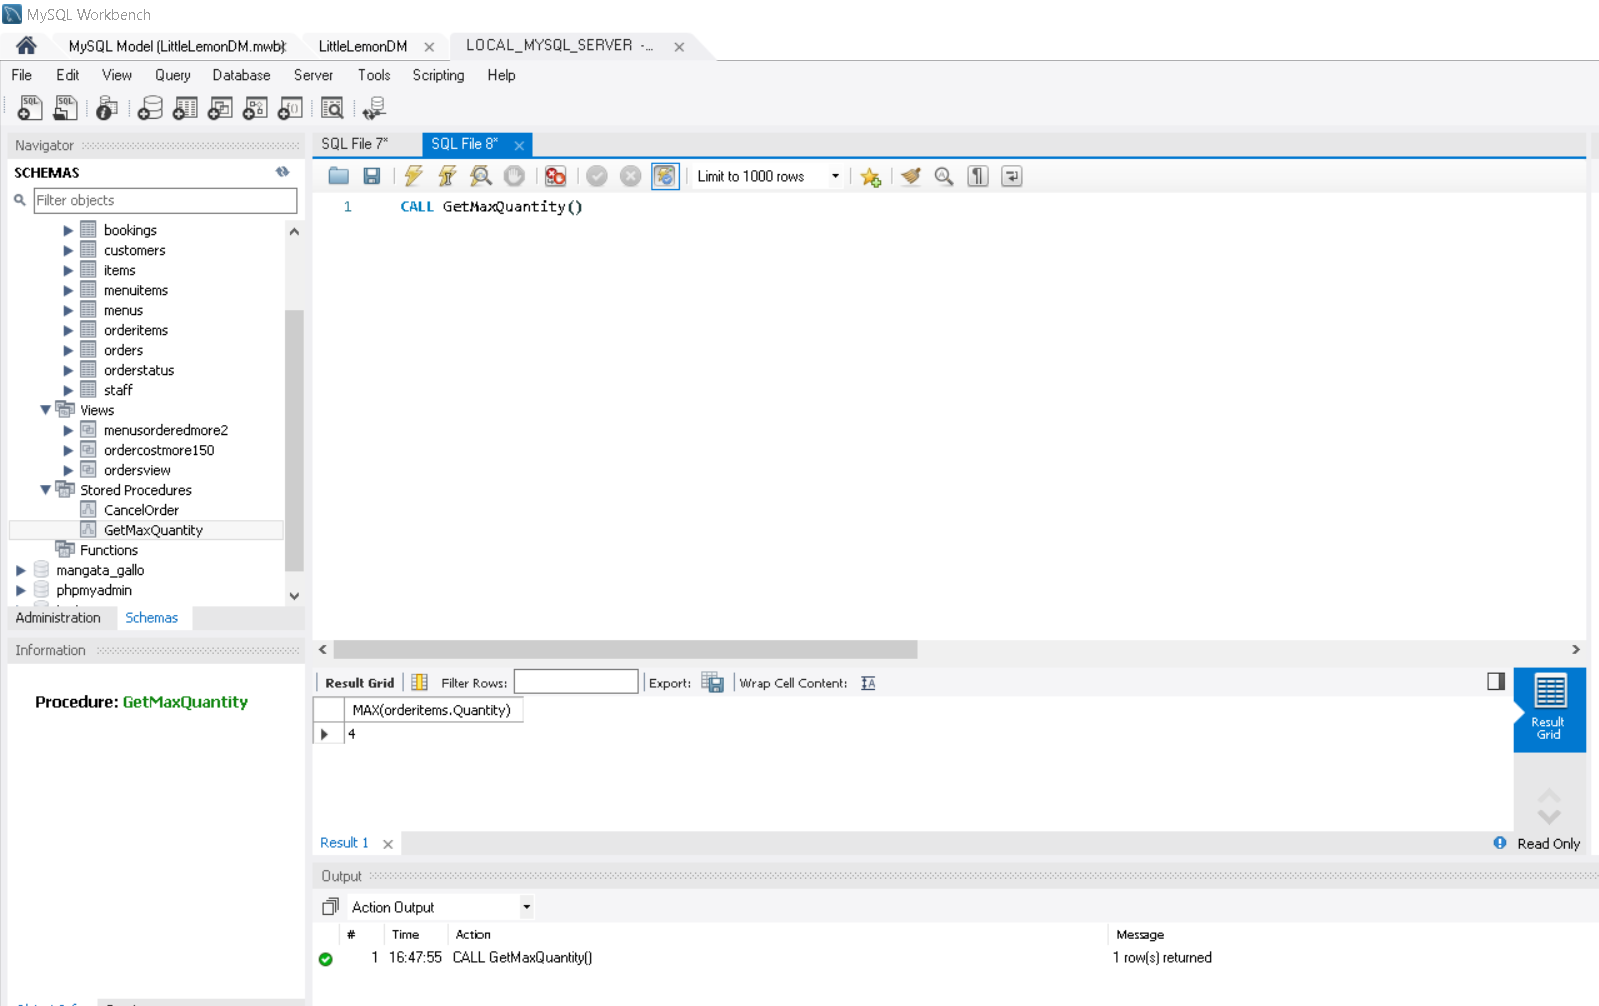 MySQL Workbench
MySQL Model (LittleLemonDM.mwb)
LittleLemonDM
LOCAL_MYSQL_SERVER -...
File Edit View Query Database Server Tools Scripting Help
Navigator
SCHEMAS
Filter objects
bookings
customers
items
menuitems
menus
orderitems
orders
orderstatus
staff
Views
menusorderedmore2
ordercostmore150
ordersview
Stored Procedures
CancelOrder
GetMaxQuantity
Functions
mangata_gallo
phpmyadmin
Administration Schemas
Information
Procedure: GetMaxQuantity
SQL File 7* SQL File 8*
Limit to 1000 rows
1 CALL GetMaxQuantity()
Result Grid Filter Rows: Export: Wrap Cell Content:
MAX(orderitems.Quantity)
4
Result
Grid
Result 1
Read Only
Output
Action Output
# Time Action Message
1 16:47:55 CALL GetMaxQuantity() 1 row(s) returned